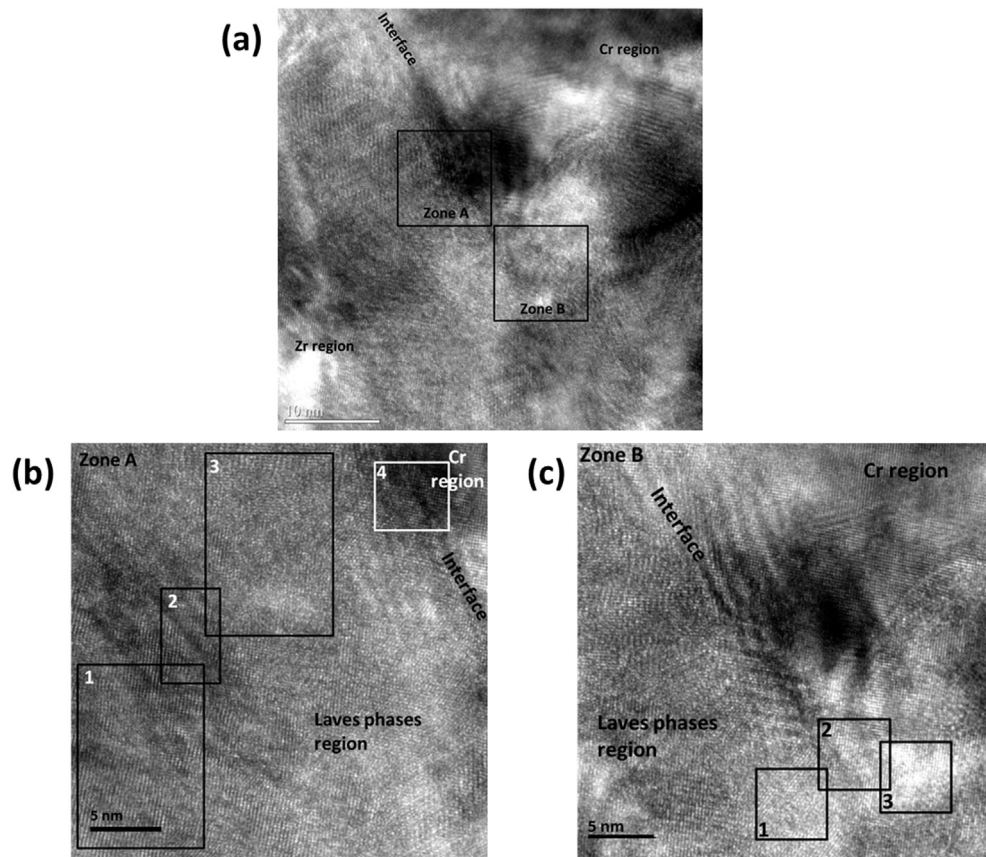 (a)
Interface
Cr region
Zone A
Zone B
Zr region
10 nm
(b)
Zone A
3
4
Cr
region
Interface
2
1
Laves phases
region
5 nm
(c)
Zone B
Cr region
Interface
Laves phases
region
2
3
1
5 nm